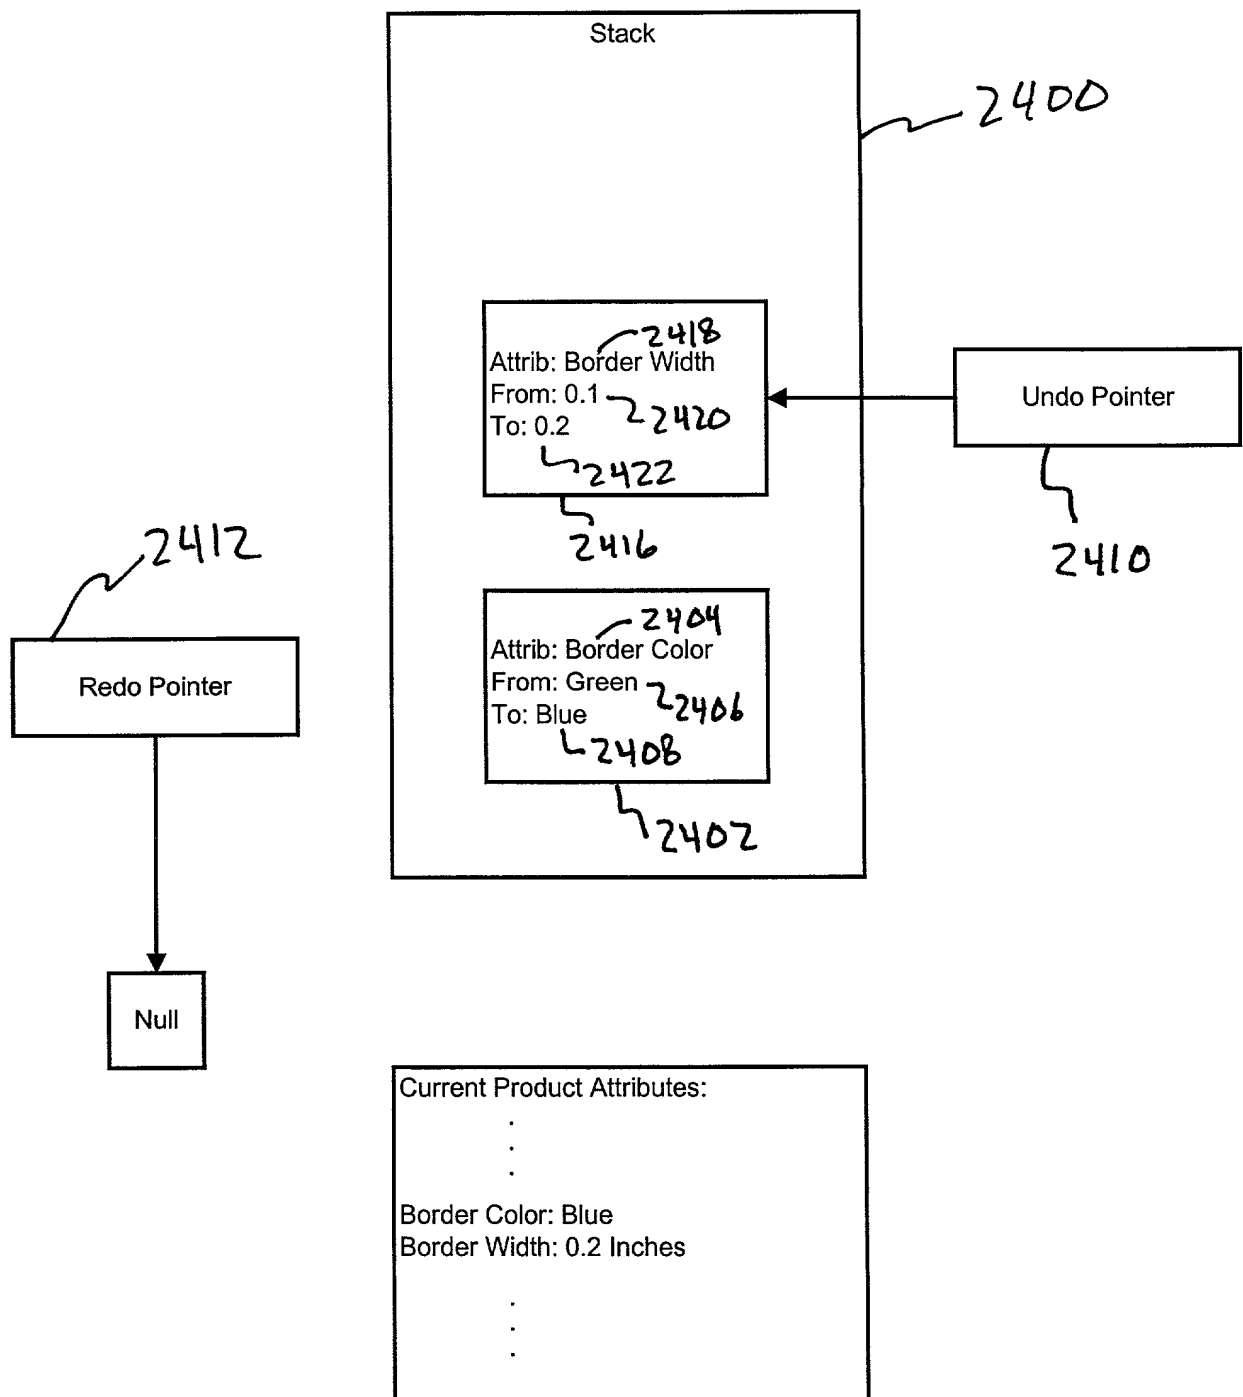 Stack
2400
2418
Attrib: Border Width
From: 0.1
2420
To: 0.2
2422
2416
Undo Pointer
2410
2412
Redo Pointer
Null
2404
Attrib: Border Color
From: Green
2406
To: Blue
2408
2402
Current Product Attributes:
.
.
.
Border Color: Blue
Border Width: 0.2 Inches
.
.
.